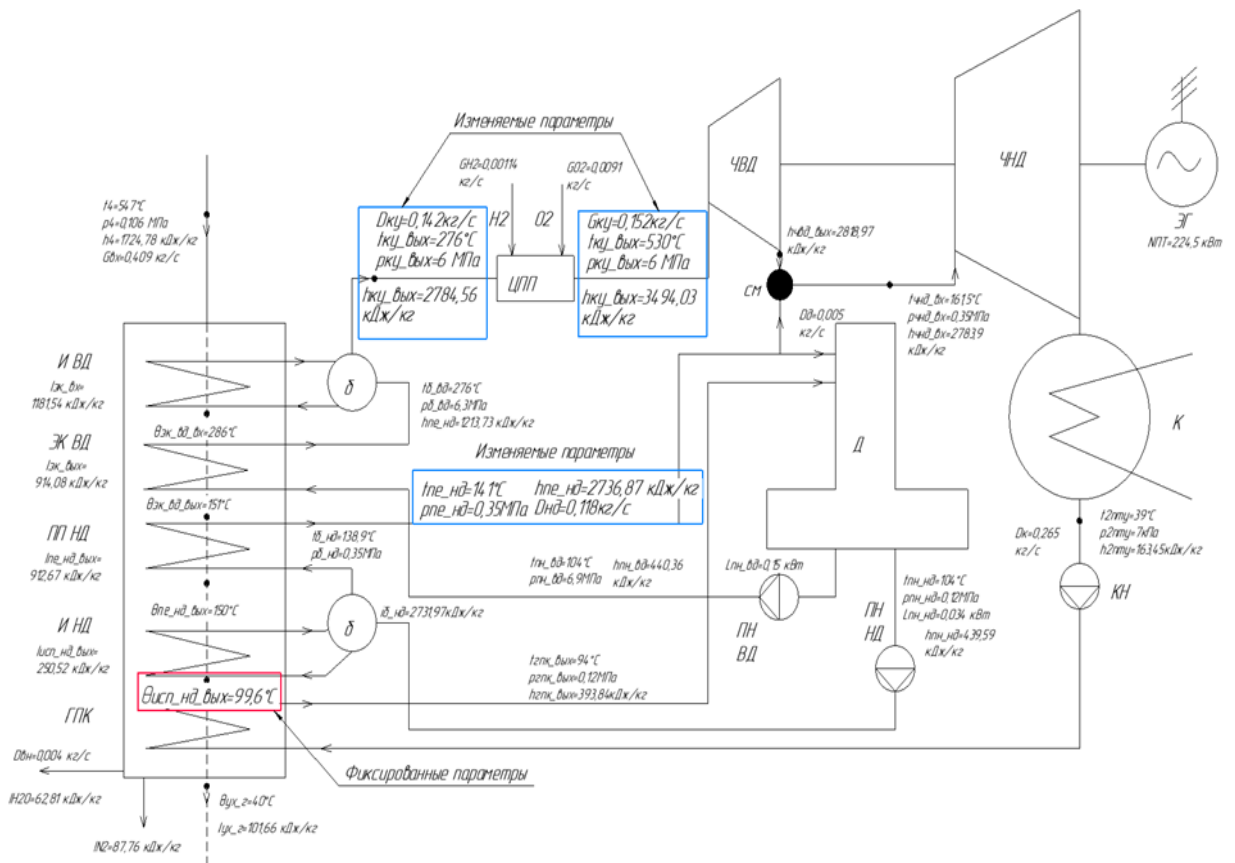 Изменяемые параметры
t4=547°C
p4=0,106 МПа
h4=1724,78 кДж/кг
Gвх=0,409 кг/с
GH2=0,00114
кг/с
GO2=0,0091
кг/с
Dку=0,142кг/с
tку_вых=276°C
pку_вых=6 МПа
hку_вых=2784,56
кДж/кг
H2
O2
ЦПП
Gку=0,152кг/с
tку_вых=530°C
pку_вых=6 МПа
hку_вых=3494,03
кДж/кг
ЧВД
ЧНД
ЭГ
NПТ=224,5 кВт
hчвд_вых=2818,97
кДж/кг
см
tчнд_вх=161,5°C
pчнд_вх=0,35МПа
hчнд_вх=2783,9
кДж/кг
Dд=0,005
кг/с
И ВД
Iэк_вх=
1181,54 кДж/кг
б
tб_вд=276°C
pб_вд=6,3МПа
hпе_нд=1213,73 кДж/кг
θэк_вд_вх=286°C
ЭК ВД
Iэк_вых=
914,08 кДж/кг
Изменяемые параметры
tпе_нд=141°C hпе_нд=2736,87 кДж/кг
pпе_нд=0,35МПа Dнд=0,118кг/с
Д
К
θэк_вд_вых=151°C
ПП НД
Iпе_нд_вых=
912,67 кДж/кг
tб_нд=138,9°C
pб_нд=0,35МПа
tпн_вд=104°C
pпн_вд=6,9МПа
hпн_вд=440,36
кДж/кг
Lпн_вд=0,15 кВт
Dк=0,265
кг/с
t2пту=39°C
p2пту=7кПа
h2пту=163,45кДж/кг
КН
θпе_нд_вых=150°C
б
iб_нд=2731,97кДж/кг
ПН
ВД
ПН
НД
tпн_нд=104°C
pпн_нд=0,12МПа
Lпн_нд=0,034 кВт
hпн_нд=439,59
кДж/кг
И НД
Iисп_нд_вых=
250,52 кДж/кг
θисп_нд_вых=99,6°C
tгпк_вых=94°C
pгпк_вых=0,12МПа
hгпк_вых=393,84кДж/кг
ГПК
Dвн=0,004 кг/с
Фиксированные параметры
IH2O=62,81 кДж/кг
θух_г=40°C
Iух_г=101,66 кДж/кг
IN2=87,76 кДж/кг